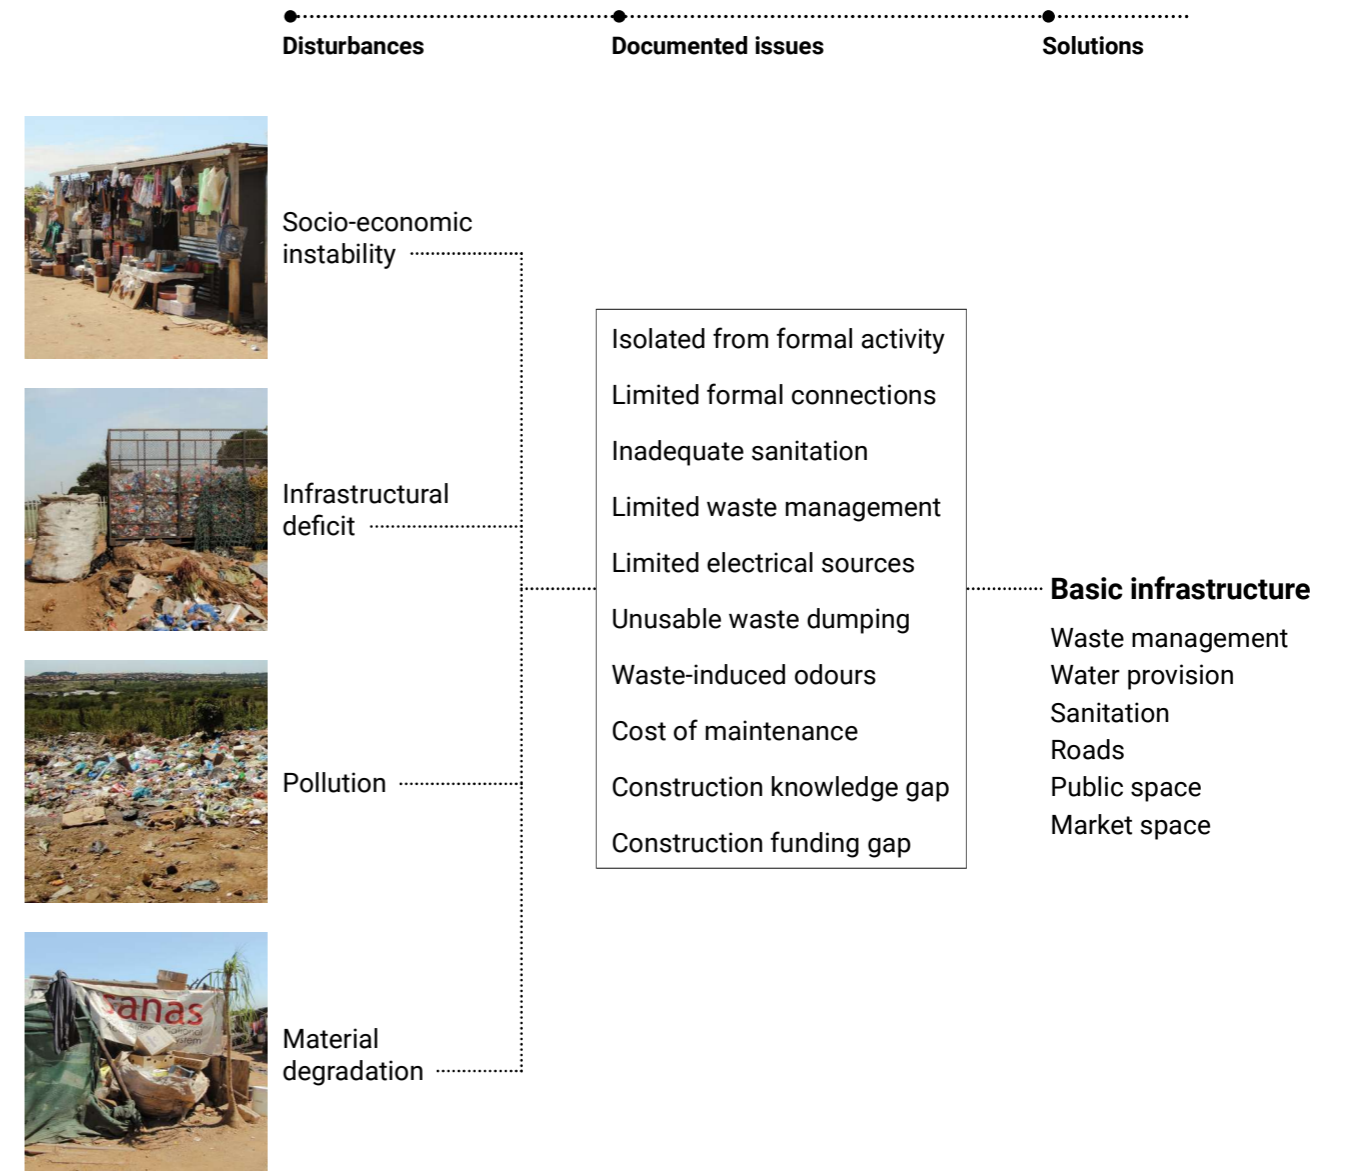 Disturbances
Documented issues
Solutions
Socio-economic
instability
Infrastructural
deficit
Pollution
Material
degradation
Isolated from formal activity
Limited formal connections
Inadequate sanitation
Limited waste management
Limited electrical sources
Unusable waste dumping
Waste-induced odours
Cost of maintenance
Construction knowledge gap
Construction funding gap
Basic infrastructure
Waste management
Water provision
Sanitation
Roads
Public space
Market space
sanas